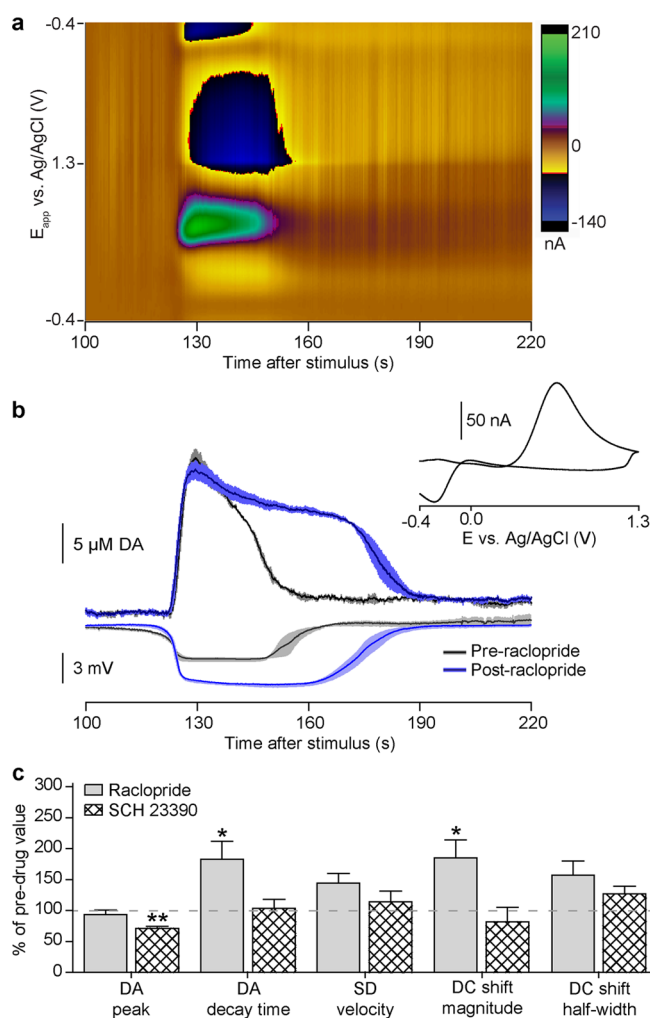 a
-0.4
1.3
-0.4
E app vs. Ag/AgCl (V)
210
0
-140
nA
100
130
160
190
220
Time after stimulus (s)
b
50 nA
-0.4
0.0
1.3
E vs. Ag/AgCl (V)
5 µM DA
3 mV
Pre-raclopride
Post-raclopride
100
130
160
190
220
Time after stimulus (s)
c
% of pre-drug value
300
250
200
150
100
50
0
Raclopride
SCH 23390
*
**
*
DA
peak
DA
decay time
SD
velocity
DC shift
magnitude
DC shift
half-width